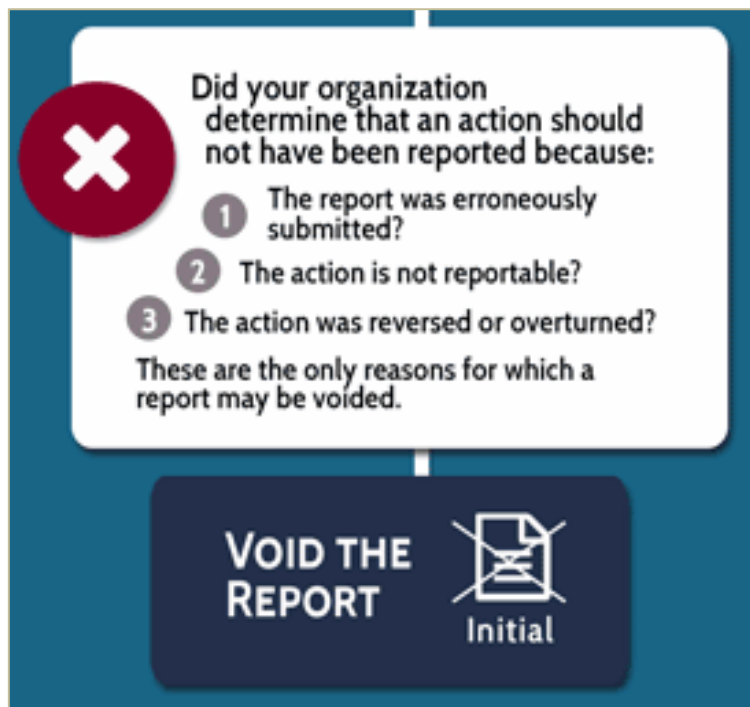 Did your organization
determine that an action should
not have been reported because:
1 The report was erroneously
submitted?
2 The action is not reportable?
3 The action was reversed or overturned?
These are the only reasons for which a
report may be voided.
VOID THE
REPORT
Initial